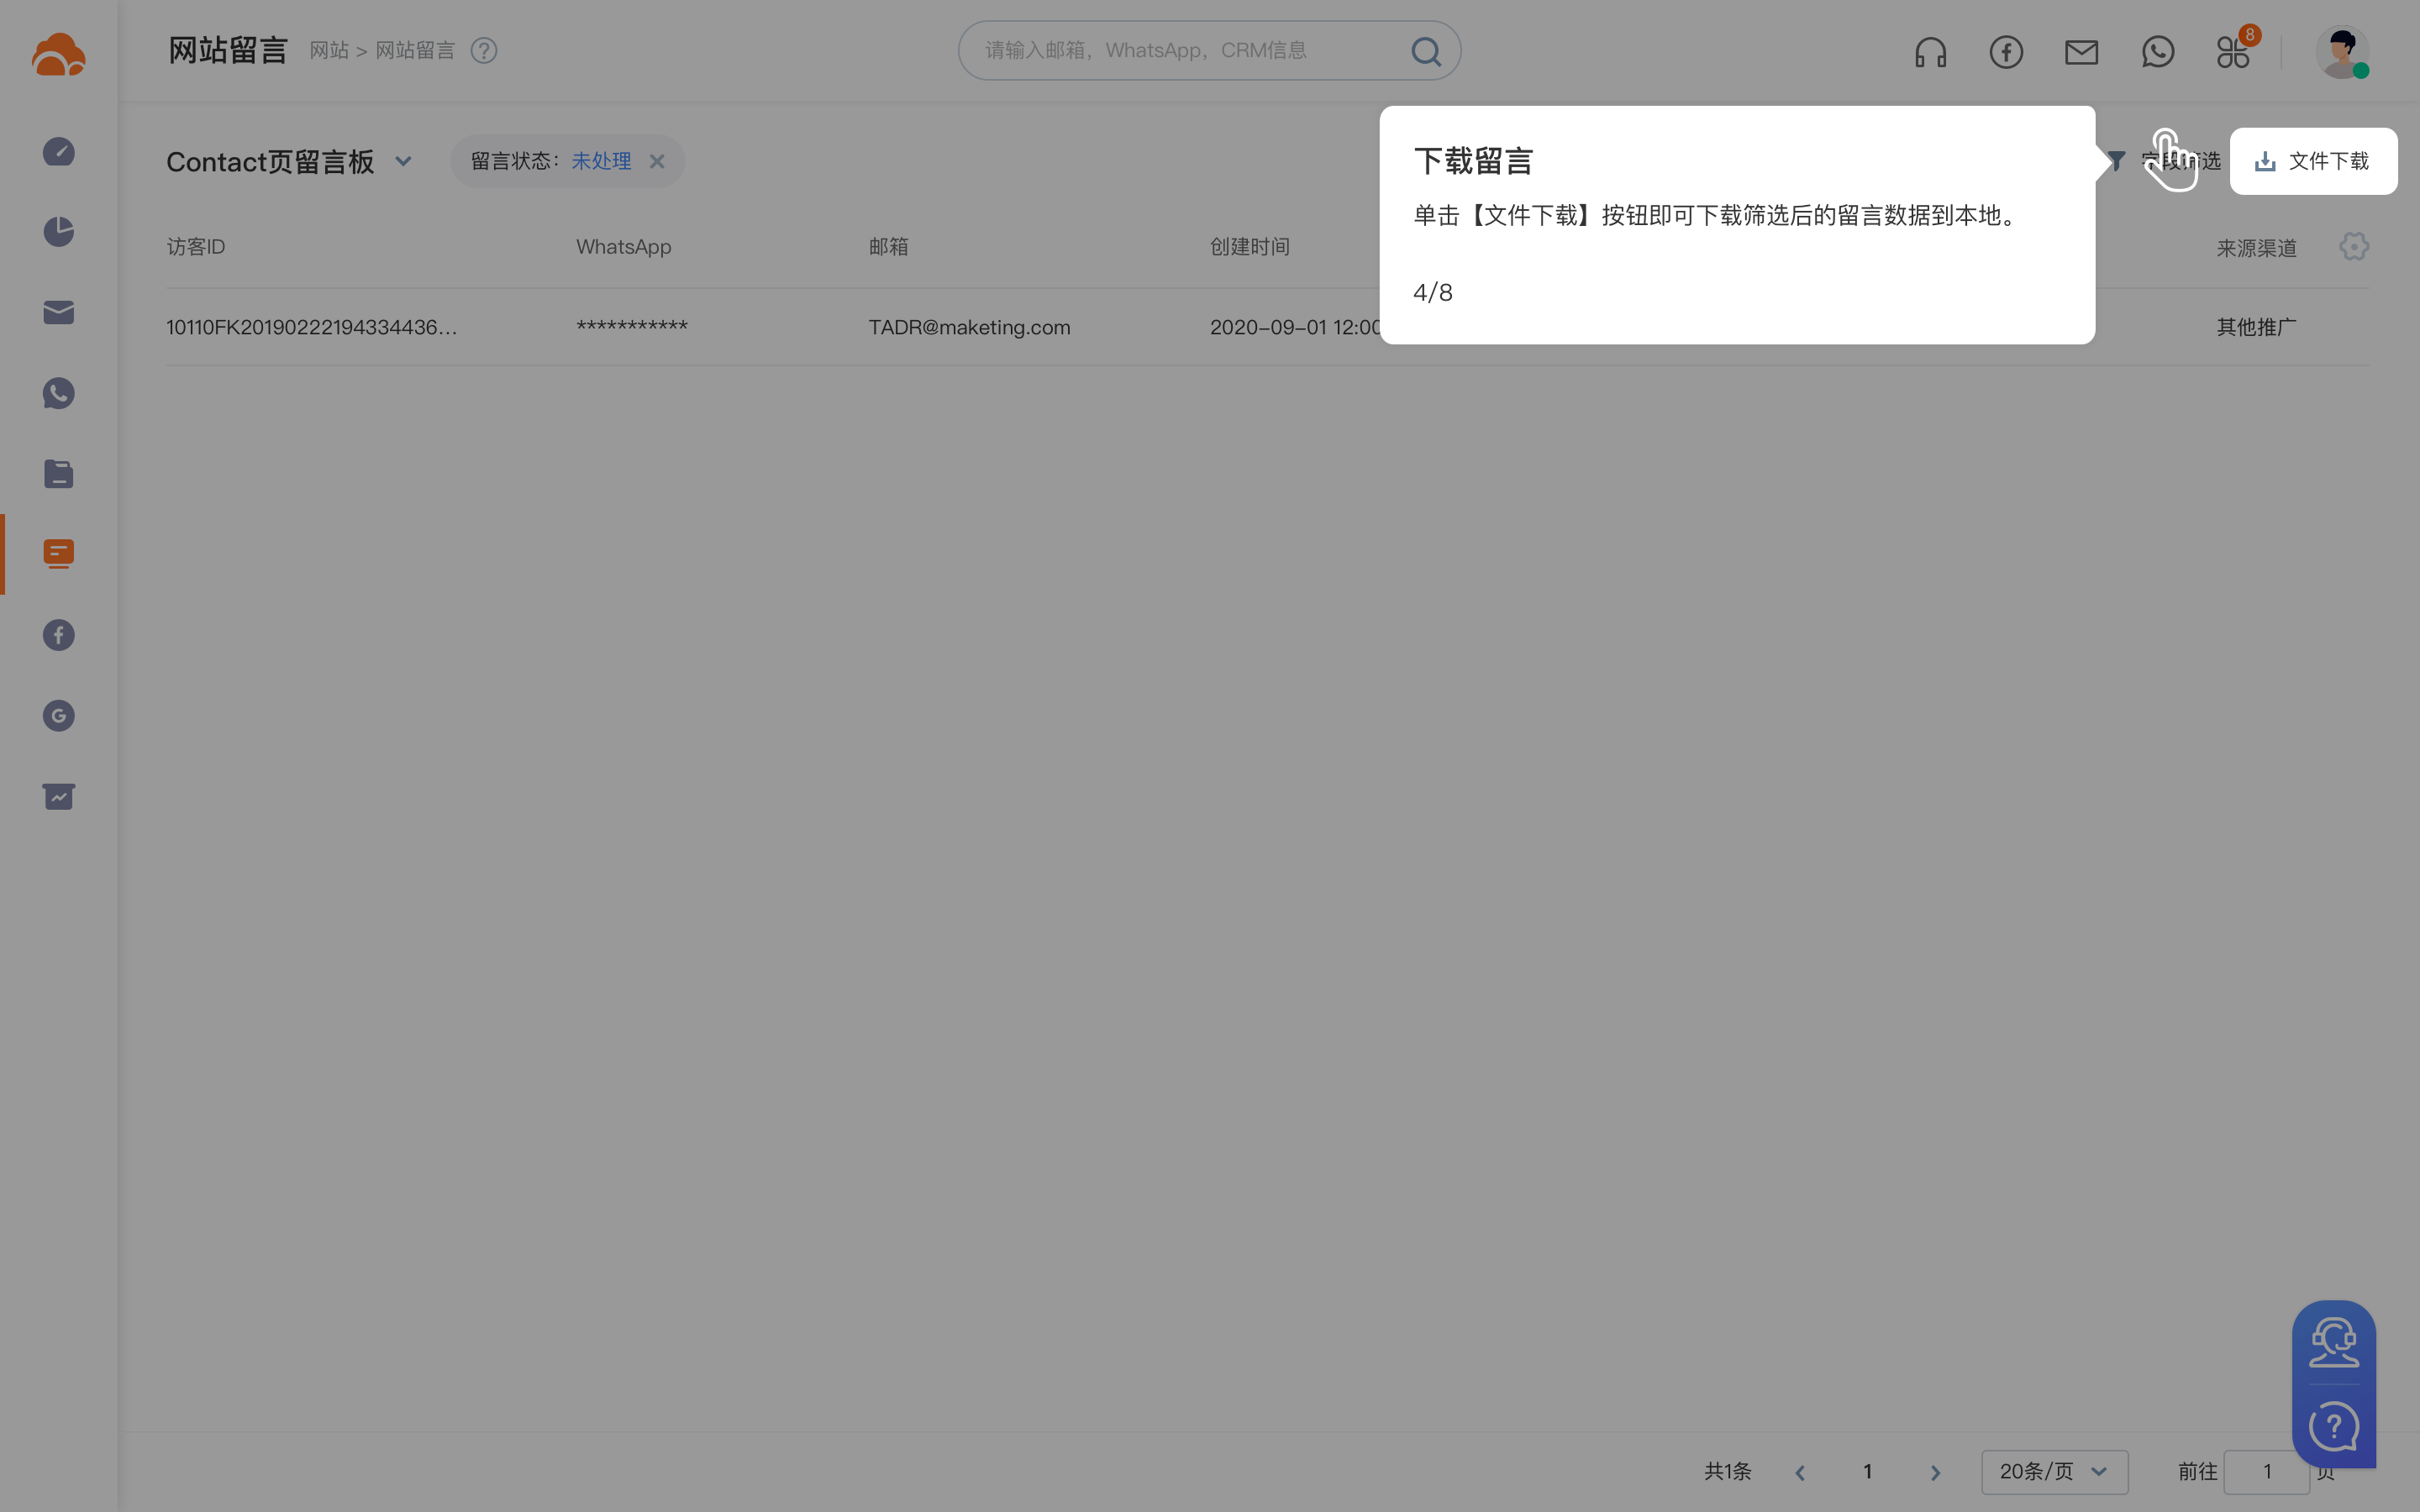 网站留言
网站 > 网站留言
?
请输入邮箱，WhatsApp，CRM信息
8
Contact页留言板
留言状态：未处理
下载留言
单击【文件下载】按钮即可下载筛选后的留言数据到本地。
4/8
字段筛选
文件下载
访客ID
WhatsApp
邮箱
创建时间
来源渠道
10110FK20190222194334436...
***********
TADR@maketing.com
2020-09-01 12:00
其他推广
共1条
1
20条/页
前往
1
页